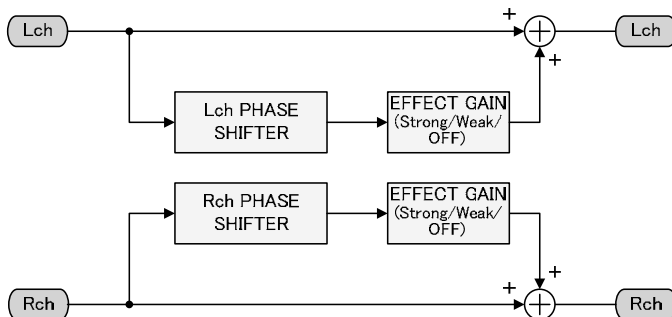 Lch
+
Lch
+
Lch PHASE
SHIFTER
EFFECT GAIN
(Strong/Weak/
OFF)
Rch PHASE
SHIFTER
EFFECT GAIN
(Strong/Weak/
OFF)
+
Rch
+
Rch